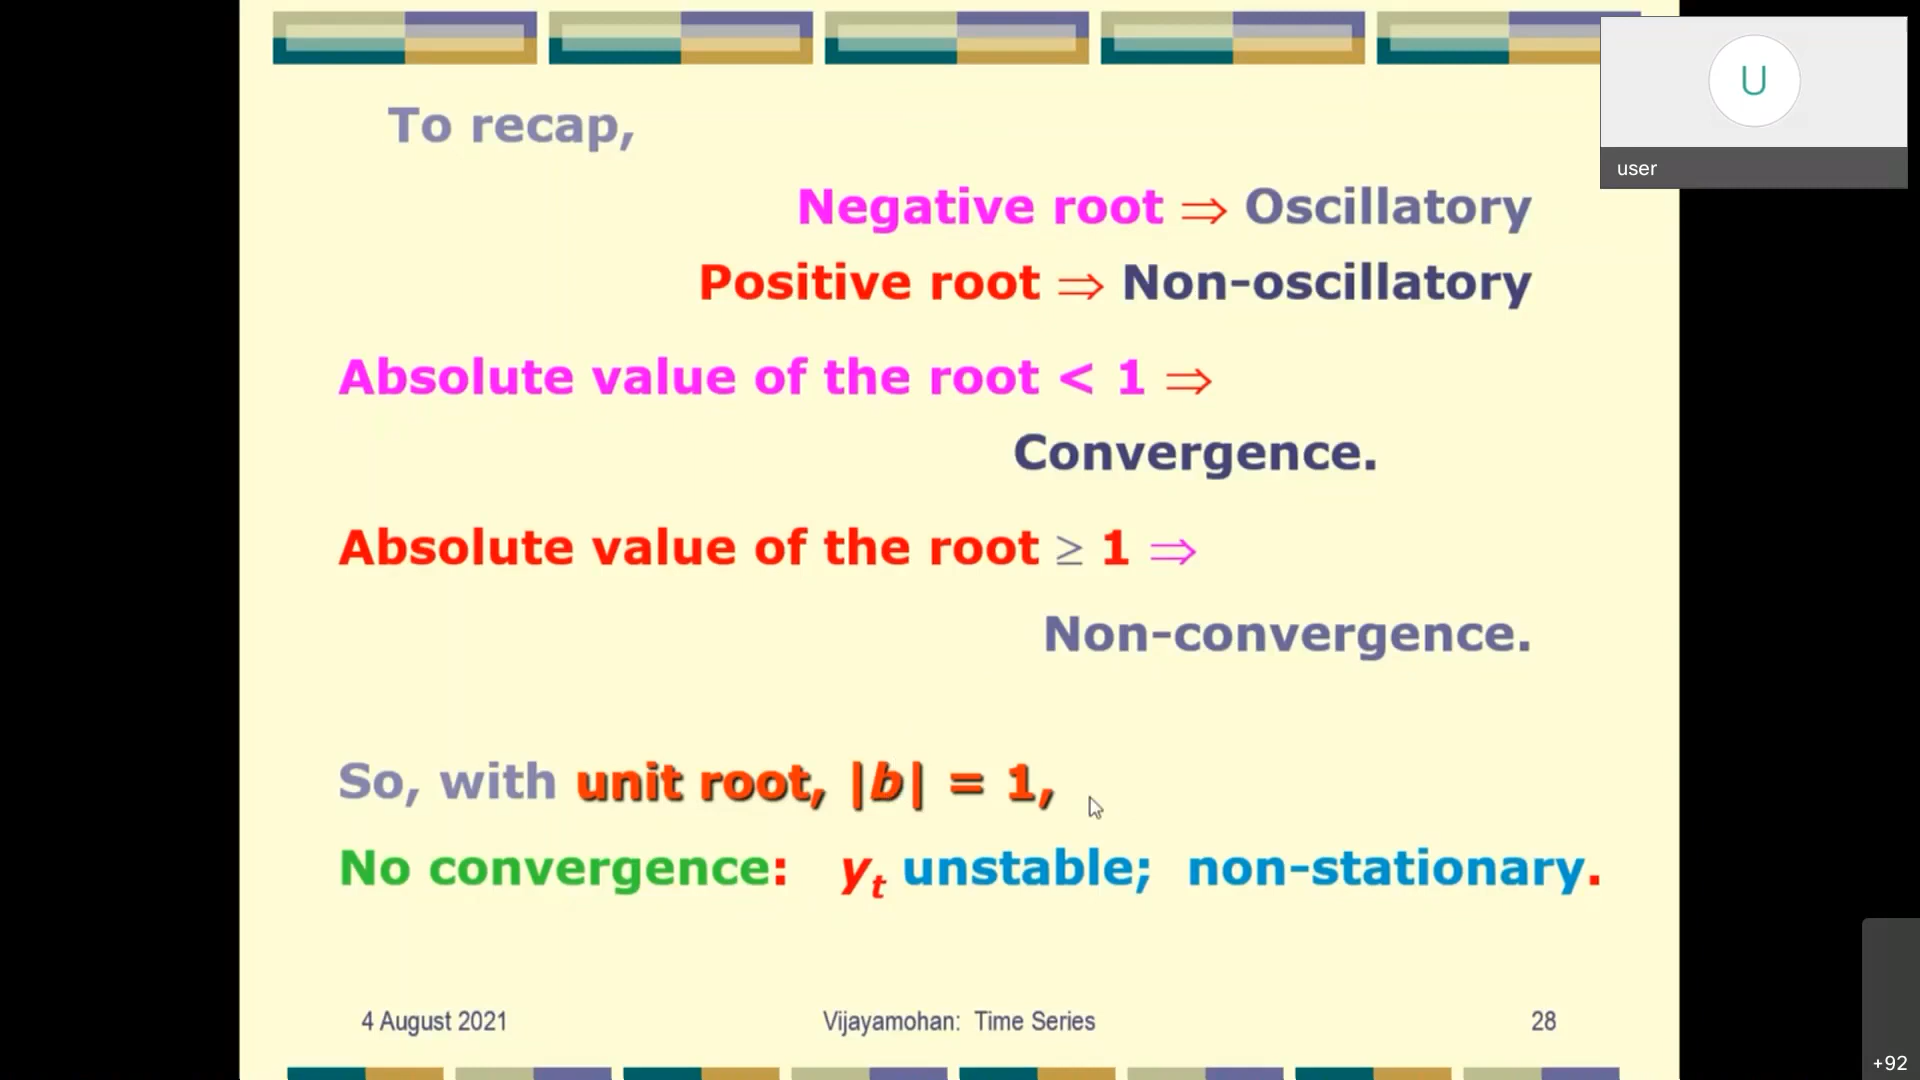 To recap,
U
user
Negative root ⇒ Oscillatory
Positive root ⇒ Non-oscillatory
Absolute value of the root < 1 ⇒
Convergence.
Absolute value of the root ≥ 1 ⇒
Non-convergence.
So, with unit root, |b| = 1,
No convergence: yₜ unstable; non-stationary.
4 August 2021 Vijayamohan: Time Series 28
+92